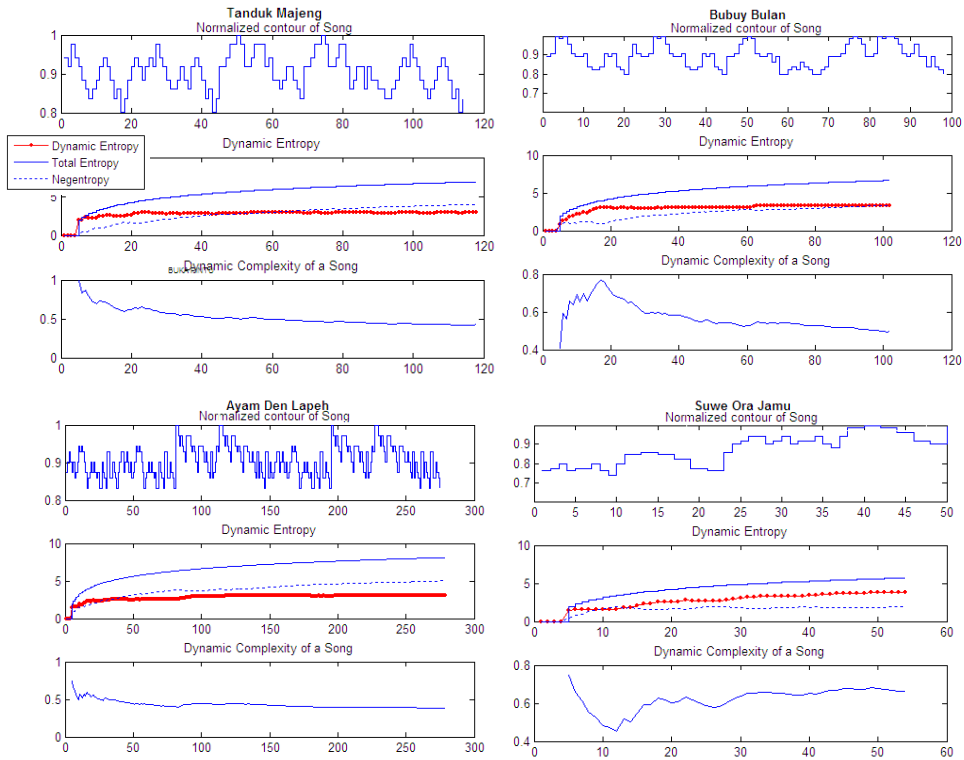 Tanduk Majeng
Normalized contour of Song
1
0.9
0.8
0 20 40 60 80 100 120
Dynamic Entropy
Dynamic Entropy
Total Entropy
Negentropy
5
0
0 20 40 60 80 100 120
Dynamic Complexity of a Song
1
0.5
0
0 20 40 60 80 100 120
Bubuy Bulan
Normalized contour of Song
0.9
0.8
0.7
0 10 20 30 40 50 60 70 80 90 100
Dynamic Entropy
10
5
0
0 20 40 60 80 100 120
Dynamic Complexity of a Song
0.8
0.6
0.4
0 20 40 60 80 100 120
Ayam Den Lapeh
Normalized contour of Song
1
0.9
0.8
0 50 100 150 200 250 300
Dynamic Entropy
10
5
0
0 50 100 150 200 250 300
Dynamic Complexity of a Song
1
0.5
0
0 50 100 150 200 250 300
Suwe Ora Jamu
Normalized contour of Song
0.9
0.8
0.7
0 5 10 15 20 25 30 35 40 45 50
Dynamic Entropy
10
5
0
0 10 20 30 40 50 60
Dynamic Complexity of a Song
0.8
0.6
0.4
0 10 20 30 40 50 60